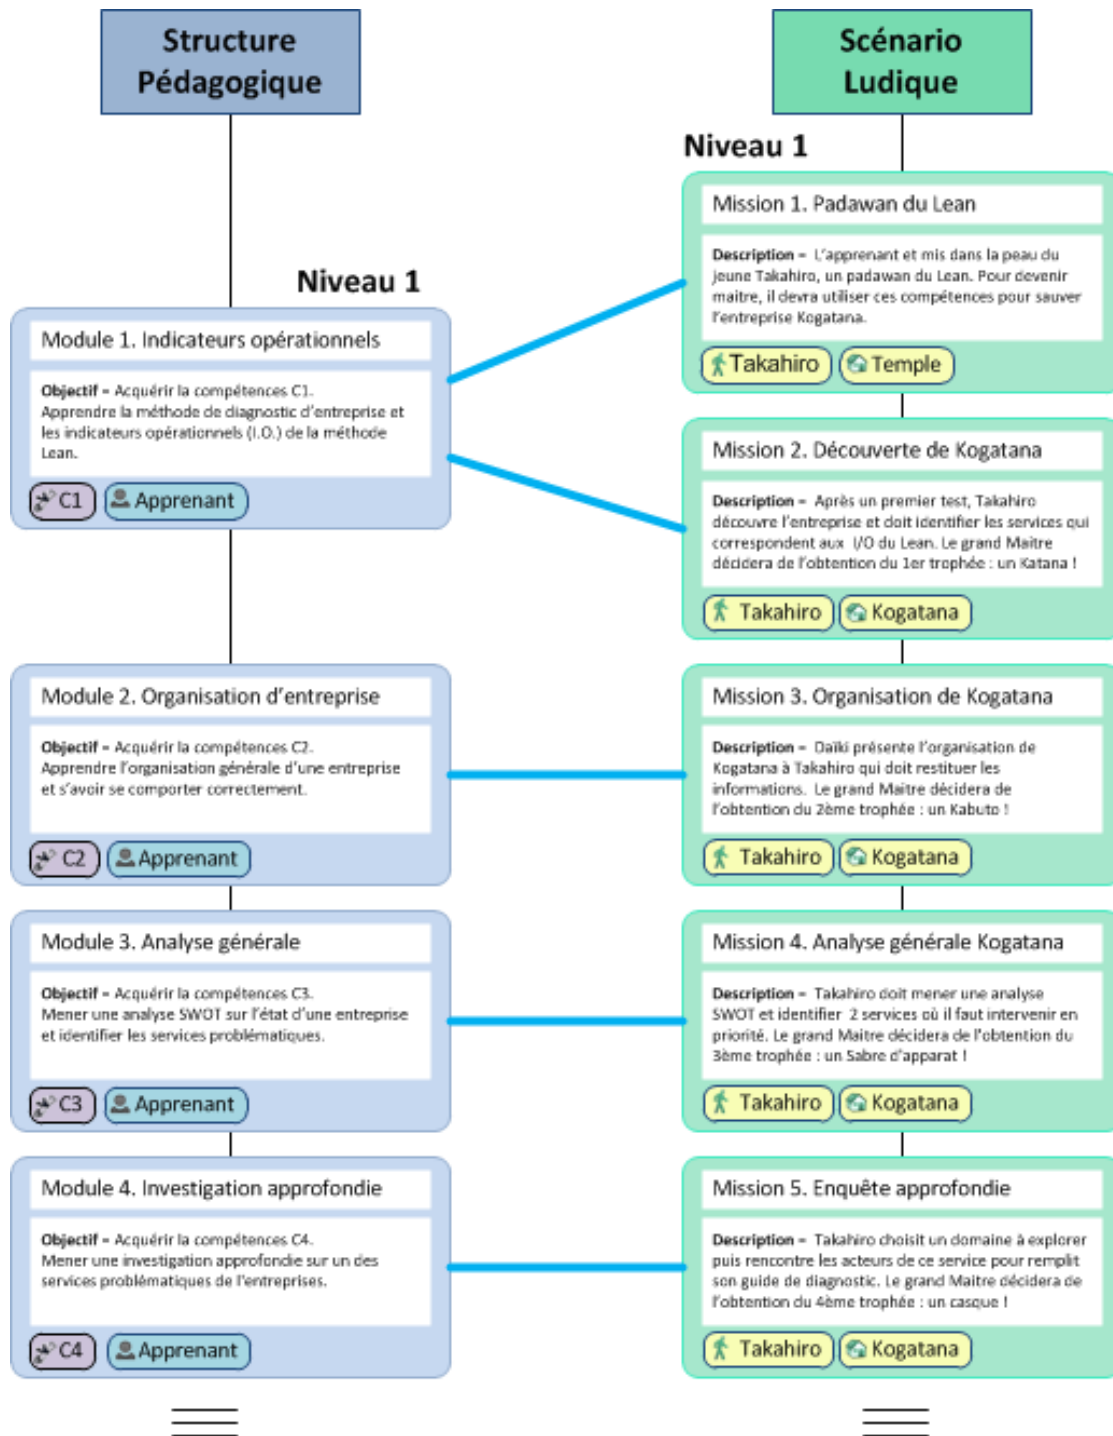 Structure
Pédagogique
Niveau 1
Module 1. Indicateurs opérationnels
Objectif – Acquérir la compétences C1.
Apprendre la méthode de diagnostic d'entreprise et
les indicateurs opérationnels (I.O.) de la méthode
Lean.
C1
Apprenant
Module 2. Organisation d'entreprise
Objectif – Acquérir la compétences C2.
Apprendre l'organisation générale d'une entreprise
et s'avoir se comporter correctement.
C2
Apprenant
Module 3. Analyse générale
Objectif – Acquérir la compétences C3.
Mener une analyse SWOT sur l'état d'une entreprise
et identifier les services problématiques.
C3
Apprenant
Module 4. Investigation approfondie
Objectif – Acquérir la compétences C4.
Mener une investigation approfondie sur un des
services problématiques de l'entreprises.
C4
Apprenant
Scénario
Ludique
Niveau 1
Mission 1. Padawan du Lean
Description – L'apprenant et mis dans la peau du
jeune Takahiro, un padawan du Lean. Pour devenir
maitre, il devra utiliser ces compétences pour sauver
l'entreprise Kogatana.
Takahiro
Temple
Mission 2. Découverte de Kogatana
Description – Après un premier test, Takahiro
découvre l'entreprise et doit identifier les services qui
correspondent aux I/O du Lean. Le grand Maitre
décidera de l'obtention du 1er trophée : un Katana !
Takahiro
Kogatana
Mission 3. Organisation de Kogatana
Description – Daïki présente l'organisation de
Kogatana à Takahiro qui doit restituer les
informations. Le grand Maitre décidera de
l'obtention du 2ème trophée : un Kabuto !
Takahiro
Kogatana
Mission 4. Analyse générale Kogatana
Description – Takahiro doit mener une analyse
SWOT et identifier 2 services où il faut intervenir en
priorité. Le grand Maitre décidera de l'obtention du
3ème trophée : un Sabre d'apparat !
Takahiro
Kogatana
Mission 5. Enquête approfondie
Description – Takahiro choisit un domaine à explorer
puis rencontre les acteurs de ce service pour remplit
son guide de diagnostic. Le grand Maitre décidera de
l'obtention du 4ème trophée : un casque !
Takahiro
Kogatana